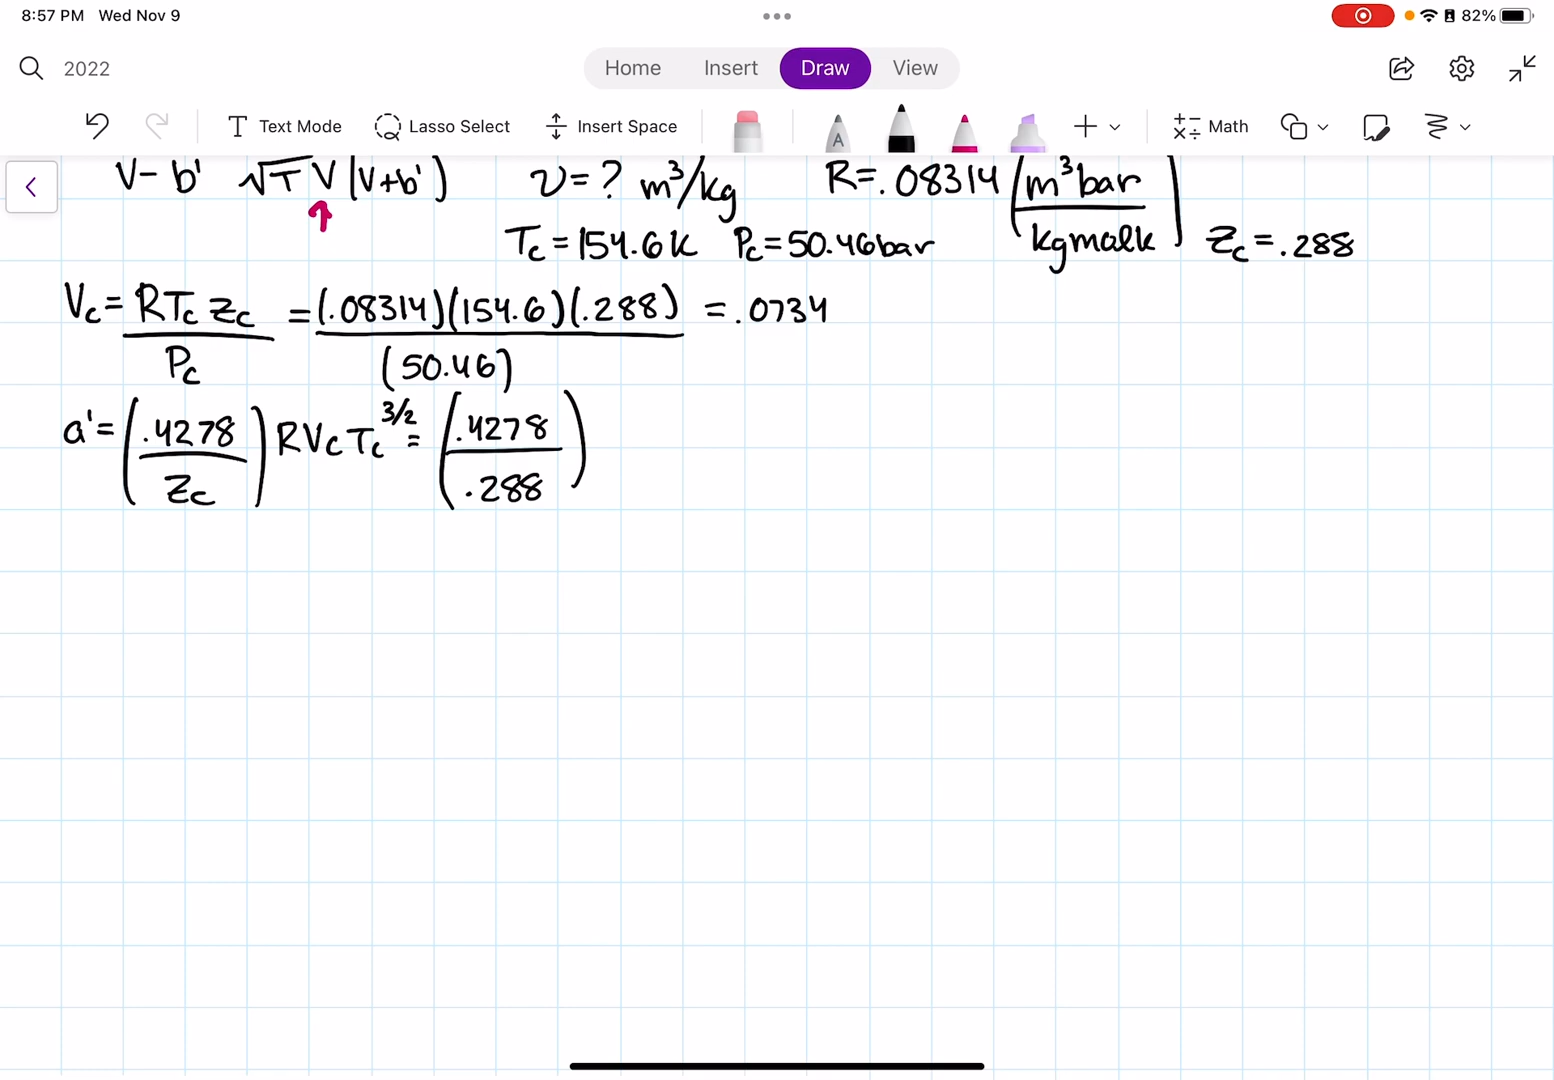 8:57 PM Wed Nov 9
82%
2022
Home Insert Draw View
Text Mode Lasso Select Insert Space Math
V- b' √T V (V+b') v=? m³/kg R=.08314 (m³bar/kgmolk)
Tc=154.6K Pc=50.46bar Zc=.288
Vc=RTc Zc/Pc =(.08314)(154.6)(.288)/(50.46) =.0734
a'=(.4278/Zc)RVcTc^3/2=(.4278/.288)